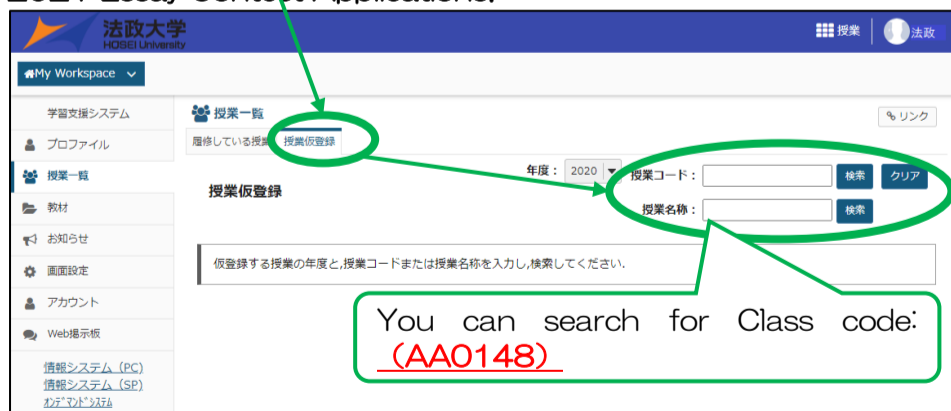 法政大学
HOSEI University
授業
法政
My Workspace
学習支援システム
プロファイル
授業一覧
教材
お知らせ
画面設定
アカウント
Web掲示板
情報システム（PC）
情報システム（SP）
オンデマンドシステム
授業一覧
リンク
履修している授業
授業仮登録
授業仮登録
年度： 2020
授業コード：
検索
クリア
授業名称：
検索
仮登録する授業の年度と,授業コードまたは授業名称を入力し,検索してください.
You can search for Class code:
（AA0148）